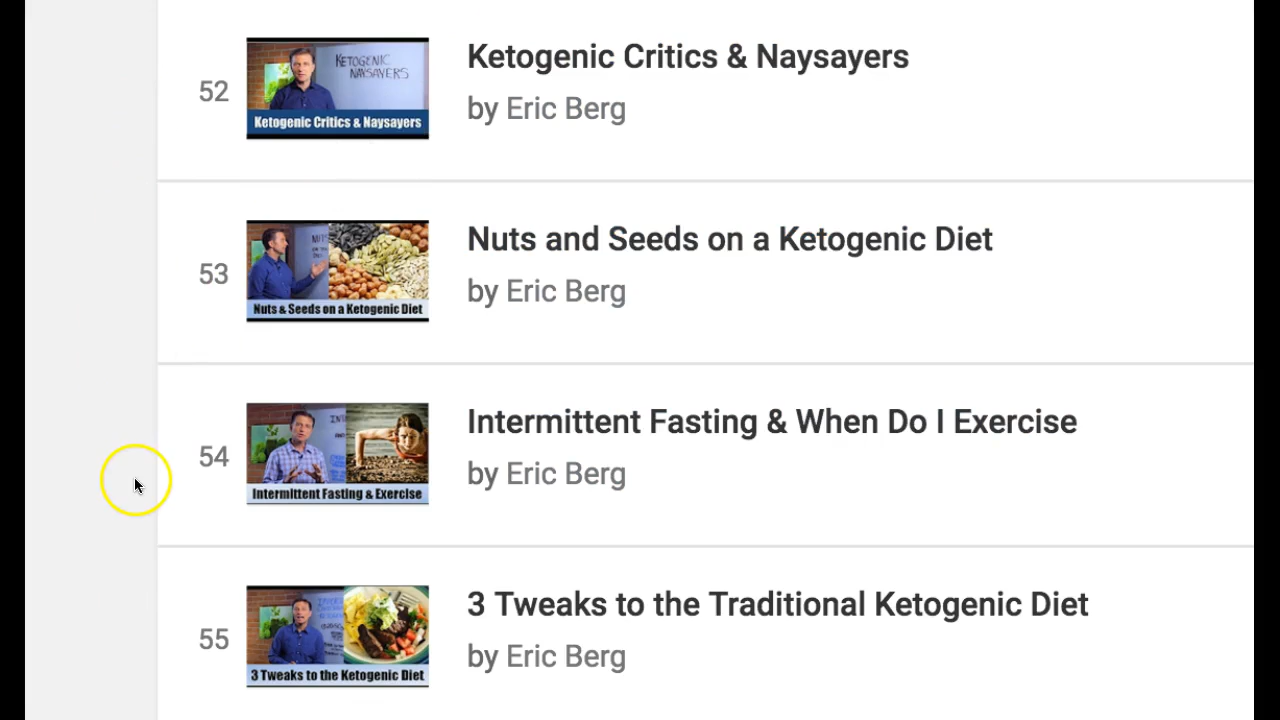 52
KETOGENIC
NAYSAYERS
Ketogenic Critics & Naysayers
Ketogenic Critics & Naysayers
by Eric Berg
53
Nuts & Seeds on a Ketogenic Diet
Nuts and Seeds on a Ketogenic Diet
by Eric Berg
54
Intermittent Fasting & Exercise
Intermittent Fasting & When Do I Exercise
by Eric Berg
55
3 Tweaks to the Ketogenic Diet
3 Tweaks to the Traditional Ketogenic Diet
by Eric Berg